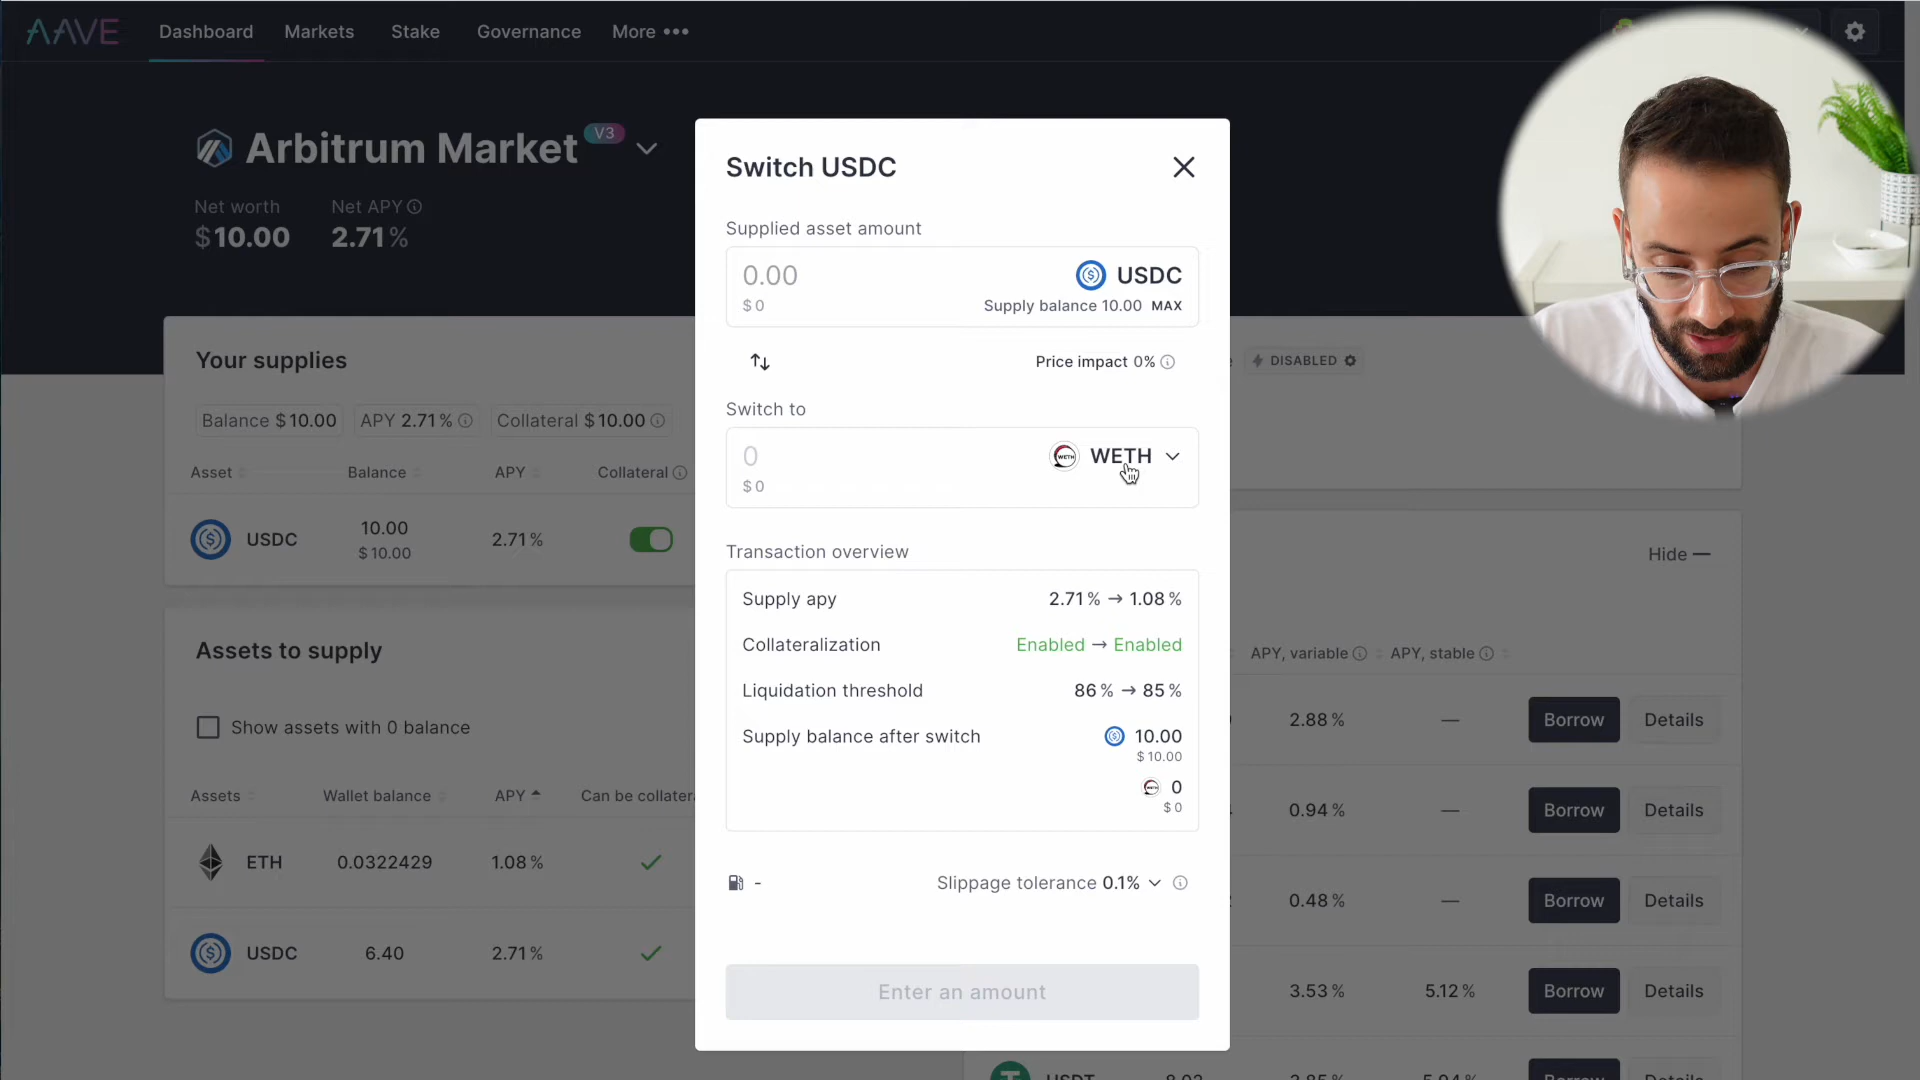 AAVE Dashboard Markets Stake Governance More •••
Arbitrum Market V3
Net worth Net APY
$10.00 2.71%
Your supplies
Balance $10.00 APY 2.71% Collateral $10.00
Asset Balance APY Collateral
USDC 10.00 2.71%
$10.00
Assets to supply
Show assets with 0 balance
Assets Wallet balance APY Can be collater
ETH 0.0322429 1.08%
USDC 6.40 2.71%
Switch USDC
Supplied asset amount
0.00 USDC
$0 Supply balance 10.00 MAX
Price impact 0%
Switch to
0 WETH
$0
Transaction overview
Supply apy 2.71% → 1.08%
Collateralization Enabled → Enabled
Liquidation threshold 86% → 85%
Supply balance after switch 10.00
$10.00
0
$0
- Slippage tolerance 0.1%
Enter an amount
DISABLED
Hide —
APY, variable APY, stable
2.88% — Borrow Details
0.94% — Borrow Details
0.48% — Borrow Details
3.53% 5.12% Borrow Details